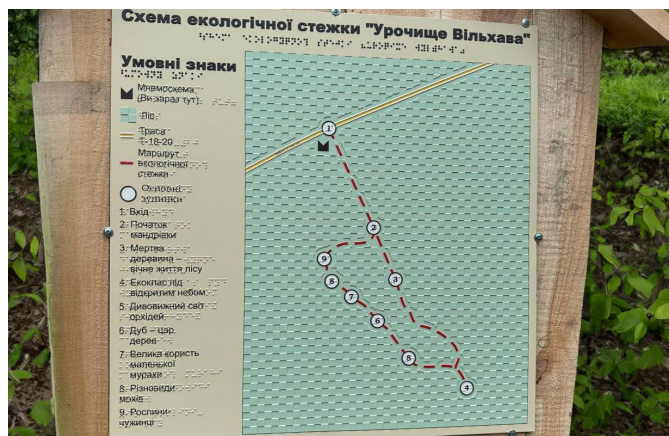 Схема екологічної стежки "Урочище Вільхава"
Умовні знаки
Мнемосхема
(Ви зараз тут)
Ліс
Траса
Т-18-20
Маршрут
екологічної
стежки
Основні
зупинки
1. Вхід
2. Початок
мандрівки
3. Мертва
деревина –
вічне життя лісу
4. Екоклас під
відкритим небом
5. Дивовижний світ
орхідей
6. Дуб – цар
дерев
7. Велика користь
маленької
мурахи
8. Різновиди
мохів
9. Рослини-
чужинці
1
2
3
9
8
7
6
5
4